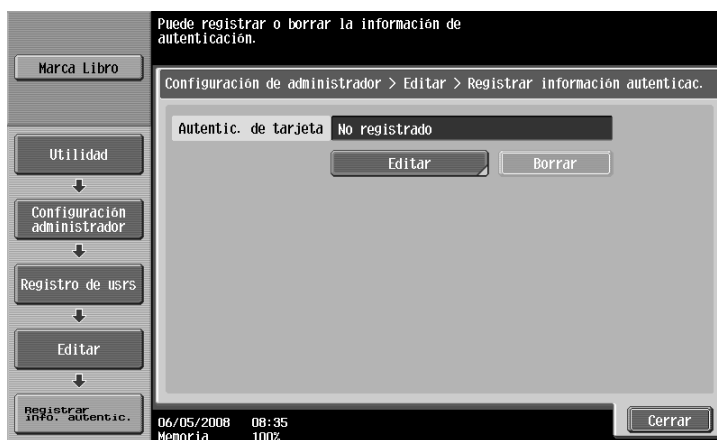 Puede registrar o borrar la información de
autenticación.
Marca Libro
Configuración de administrador > Editar > Registrar información autenticac.
Autentic. de tarjeta
No registrado
Editar
Borrar
Utilidad
Configuración
administrador
Registro de usrs
Editar
Registrar
info. autentic.
06/05/2008 08:35
Memoria 100%
Cerrar